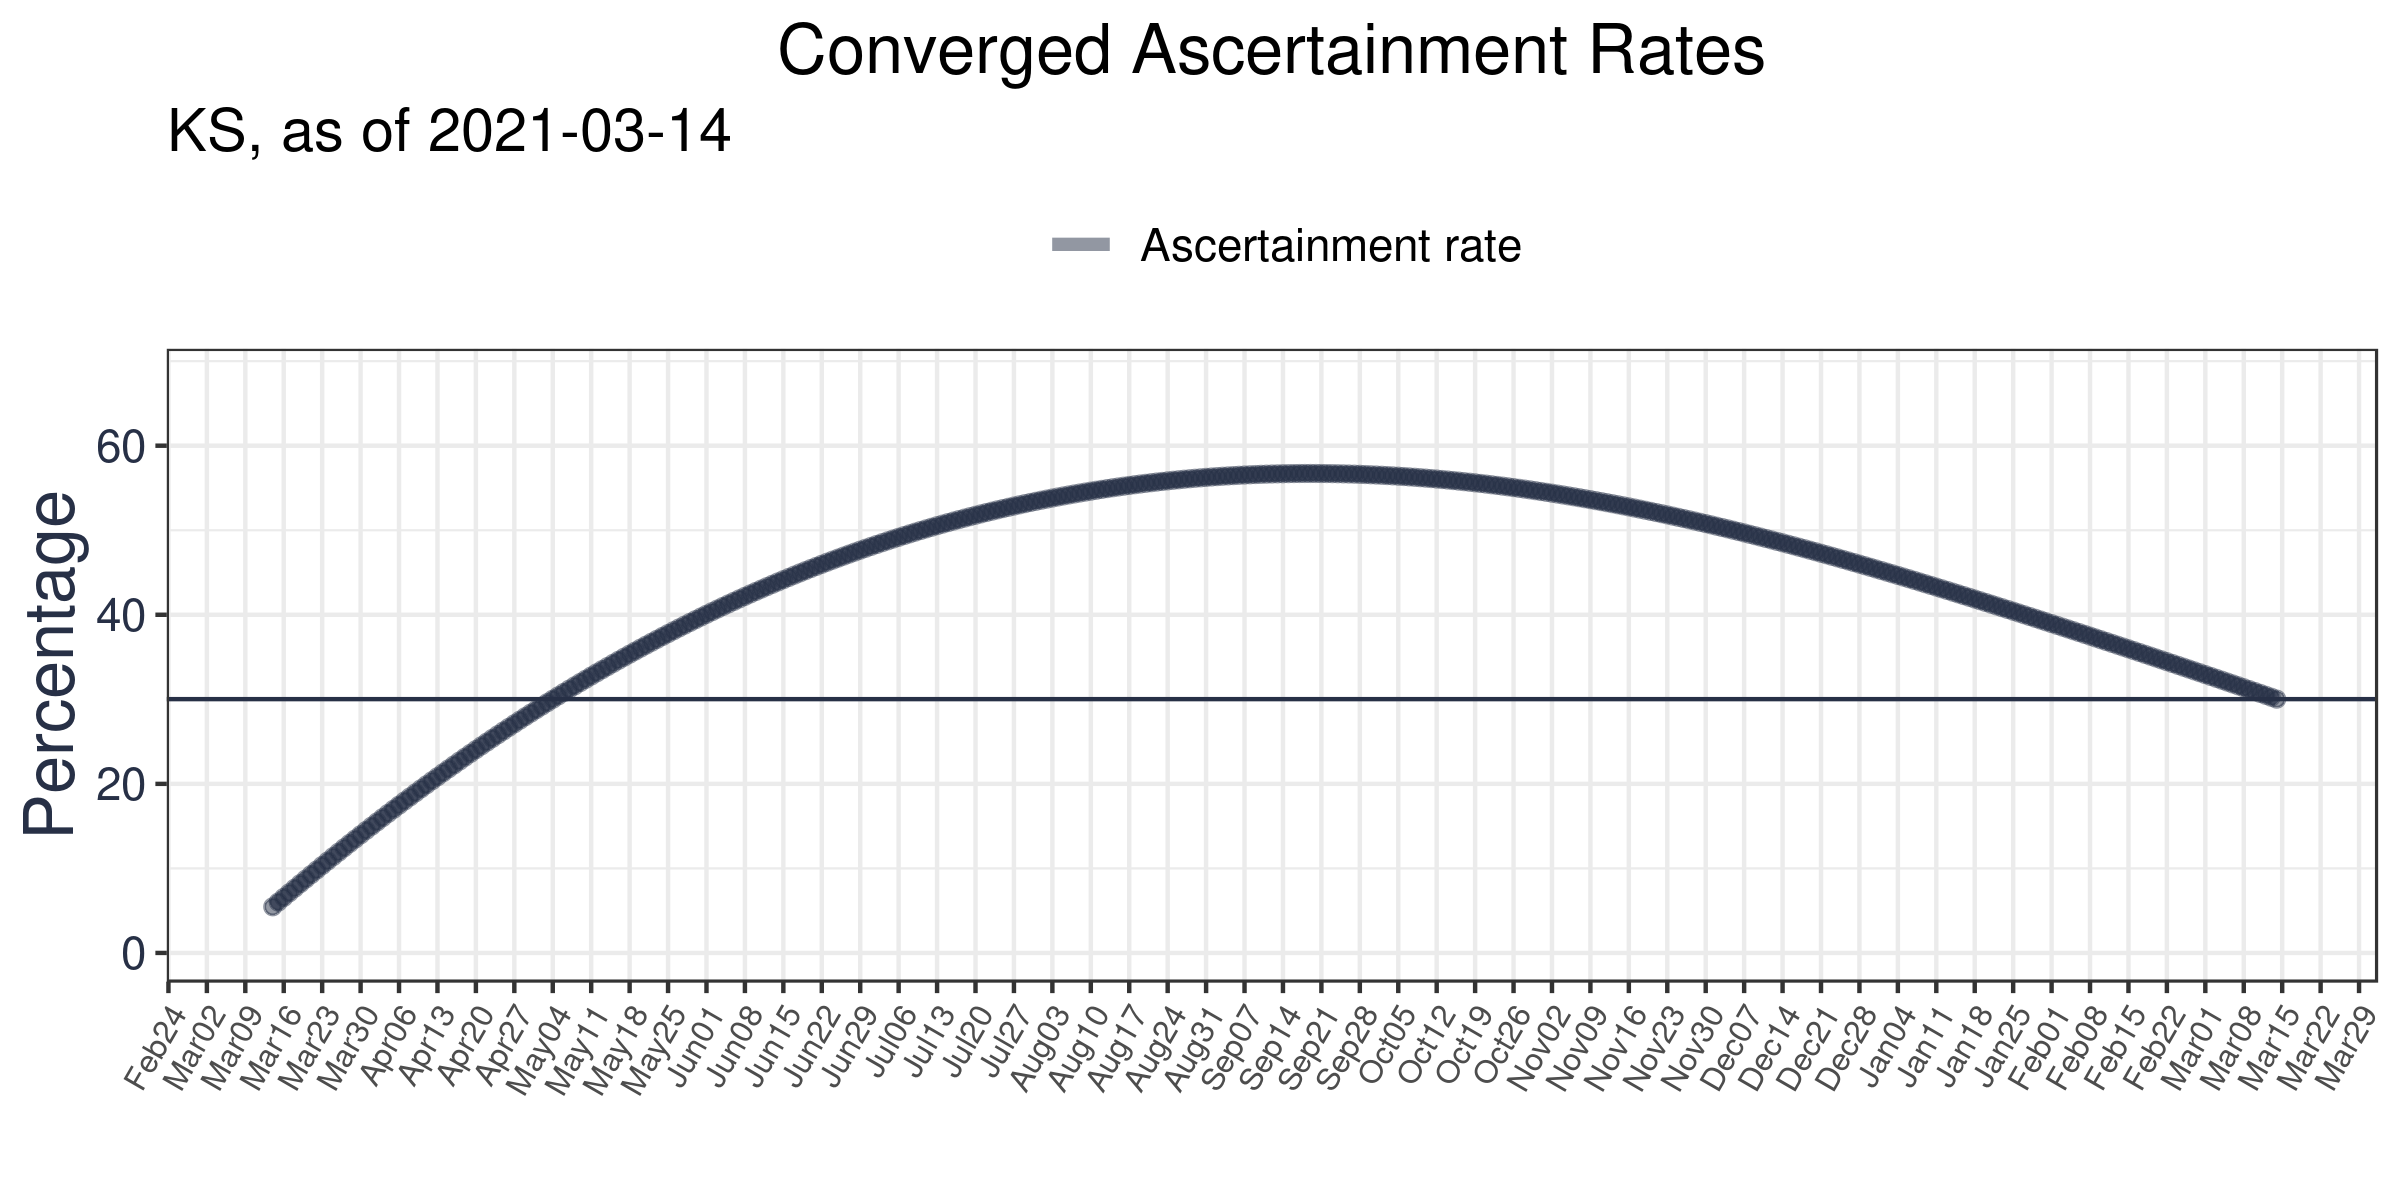 Converged Ascertainment Rates
KS, as of 2021-03-14
Ascertainment rate
Percentage
60
40
20
0
Feb24
Mar02
Mar09
Mar16
Mar23
Mar30
Apr06
Apr13
Apr20
Apr27
May04
May11
May18
May25
Jun01
Jun08
Jun15
Jun22
Jun29
Jul06
Jul13
Jul20
Jul27
Aug03
Aug10
Aug17
Aug24
Aug31
Sep07
Sep14
Sep21
Sep28
Oct05
Oct12
Oct19
Oct26
Nov02
Nov09
Nov16
Nov23
Nov30
Dec07
Dec14
Dec21
Dec28
Jan04
Jan11
Jan18
Jan25
Feb01
Feb08
Feb15
Feb22
Mar01
Mar08
Mar15
Mar22
Mar29